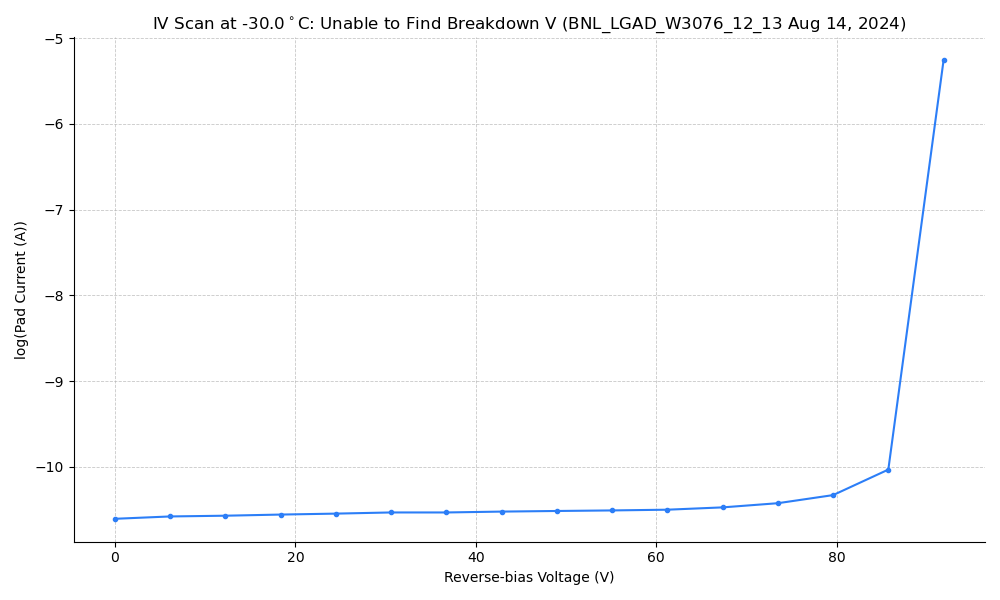 IV Scan at -30.0°C: Unable to Find Breakdown V (BNL_LGAD_W3076_12_13 Aug 14, 2024)
log(Pad Current (A))
−5
−6
−7
−8
−9
−10
0 20 40 60 80
Reverse-bias Voltage (V)